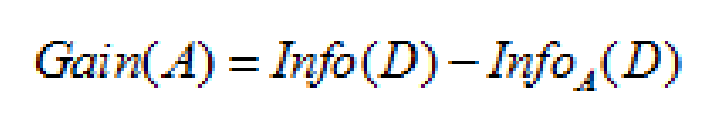 Gain(A) = Info(D) − Info_A(D)